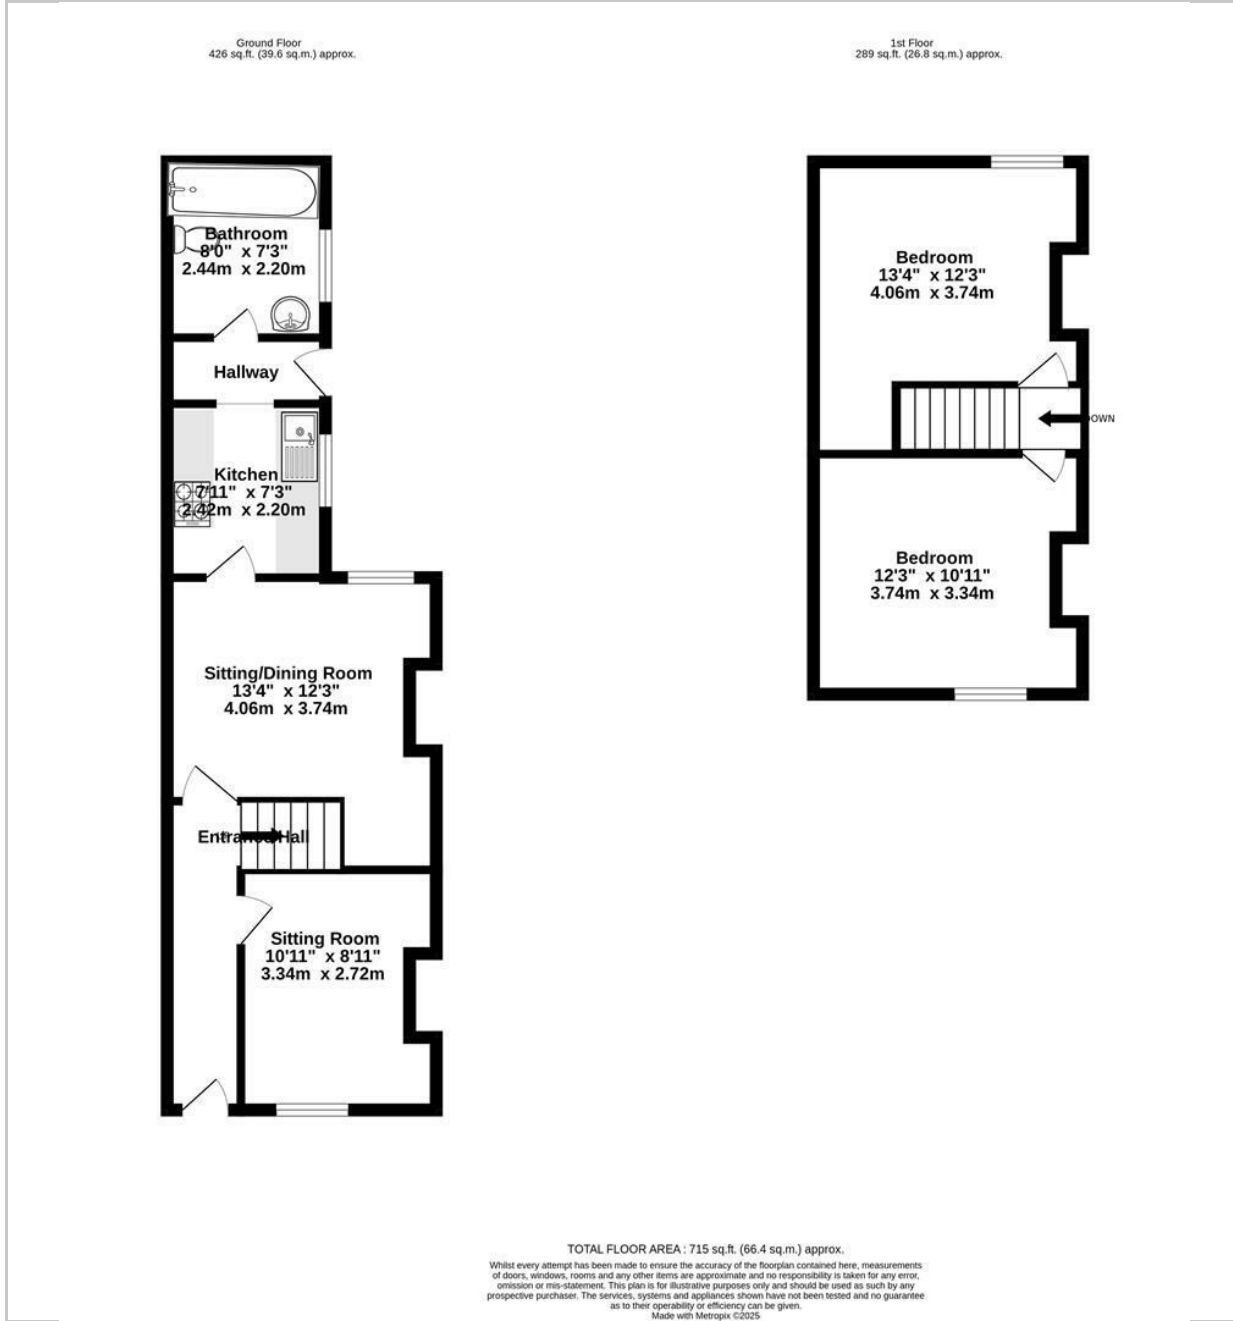 Ground Floor
426 sq.ft. (39.6 sq.m.) approx.
1st Floor
289 sq.ft. (26.8 sq.m.) approx.
Bathroom
8'0" x 7'3"
2.44m x 2.20m
Hallway
Kitchen
7'11" x 7'3"
2.42m x 2.20m
Sitting/Dining Room
13'4" x 12'3"
4.06m x 3.74m
Entrance Hall
Sitting Room
10'11" x 8'11"
3.34m x 2.72m
Bedroom
13'4" x 12'3"
4.06m x 3.74m
DOWN
Bedroom
12'3" x 10'11"
3.74m x 3.34m
TOTAL FLOOR AREA : 715 sq.ft. (66.4 sq.m.) approx.
Whilst every attempt has been made to ensure the accuracy of the floorplan contained here, measurements
of doors, windows, rooms and any other items are approximate and no responsibility is taken for any error,
omission or mis-statement. This plan is for illustrative purposes only and should be used as such by any
prospective purchaser. The services, systems and appliances shown have not been tested and no guarantee
as to their operability or efficiency can be given.
Made with Metropix ©2025